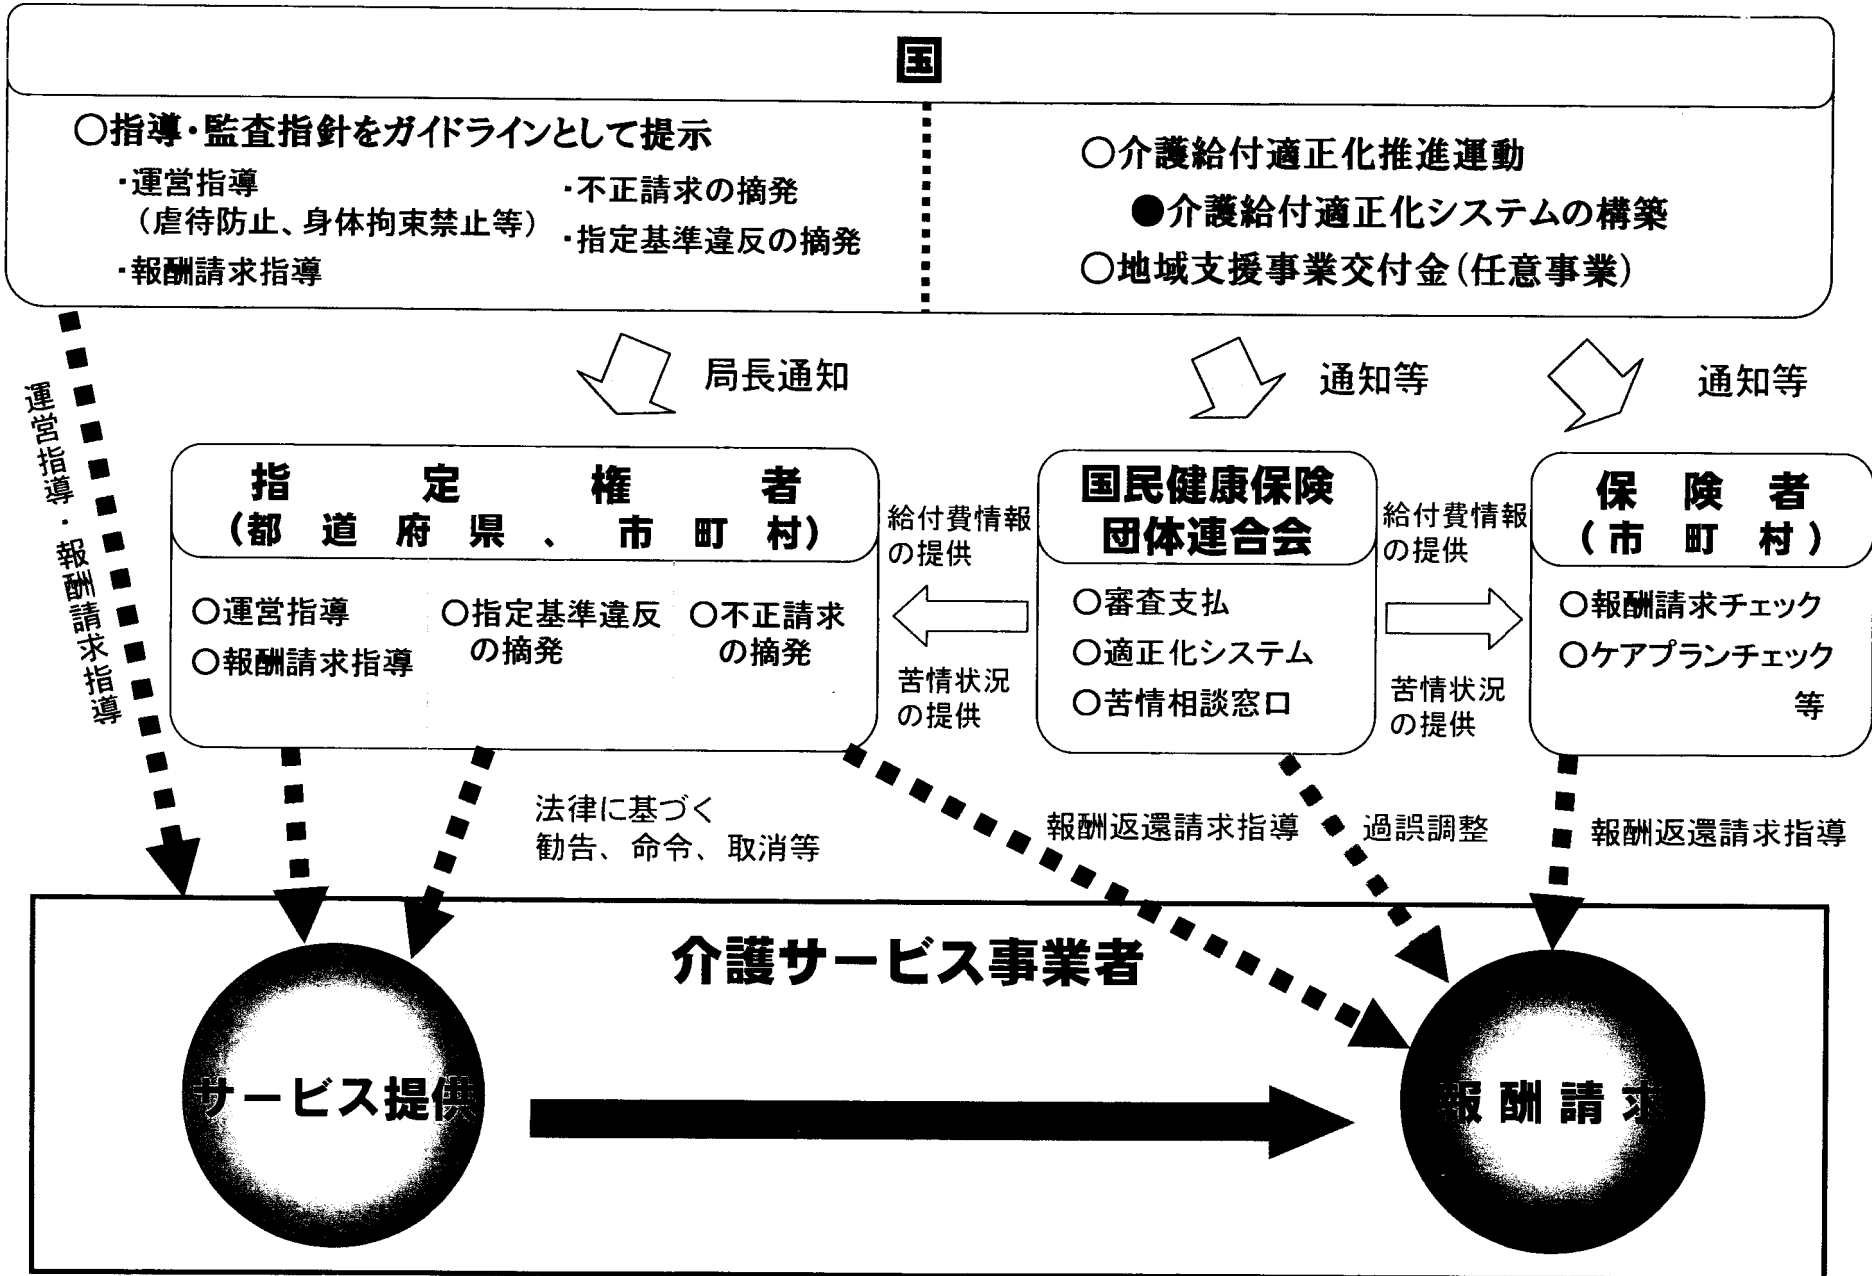 国
○指導・監査指針をガイドラインとして提示
・運営指導
(虐待防止、身体拘束禁止等)
・報酬請求指導
・不正請求の摘発
・指定基準違反の摘発
○介護給付適正化推進運動
●介護給付適正化システムの構築
○地域支援事業交付金(任意事業)
運営指導・報酬請求指導
局長通知
通知等
通知等
指定権者
(都道府県、市町村)
○運営指導
○報酬請求指導
○指定基準違反
の摘発
○不正請求
の摘発
給付費情報
の提供
苦情状況
の提供
国民健康保険
団体連合会
○審査支払
○適正化システム
○苦情相談窓口
給付費情報
の提供
苦情状況
の提供
保険者
(市町村)
○報酬請求チェック
○ケアプランチェック
等
法律に基づく
勧告、命令、取消等
報酬返還請求指導
過誤調整
報酬返還請求指導
介護サービス事業者
サービス提供
報酬請求